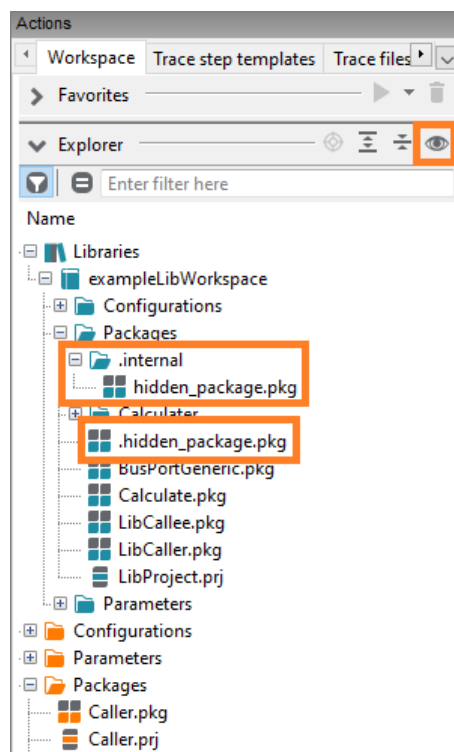 Actions
Workspace Trace step templates Trace files
Favorites
Explorer
Enter filter here
Name
Libraries
exampleLibWorkspace
Configurations
Packages
.internal
hidden_package.pkg
Calculater
.hidden_package.pkg
BusPortGeneric.pkg
Calculate.pkg
LibCallee.pkg
LibCaller.pkg
LibProject.prj
Parameters
Configurations
Parameters
Packages
Caller.pkg
Caller.prj